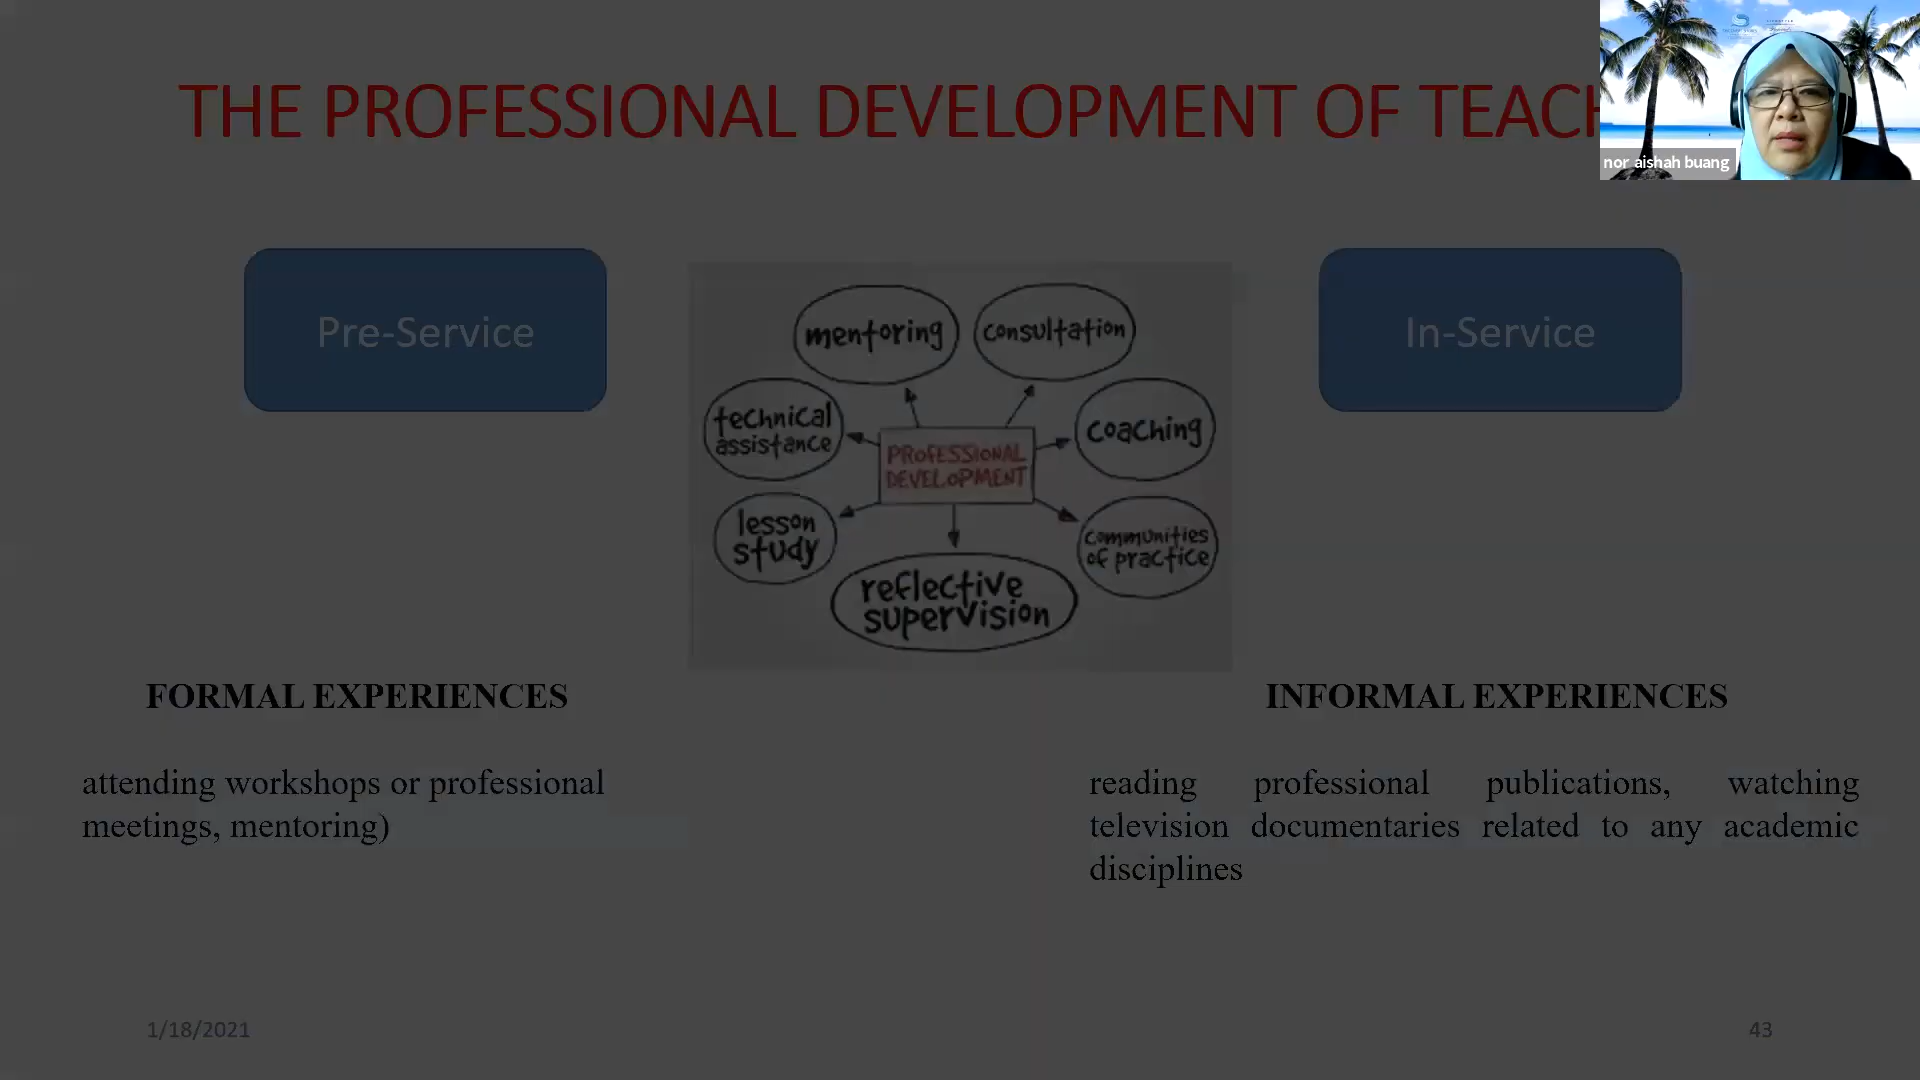 THE PROFESSIONAL DEVELOPMENT OF TEACH
nor aishah buang
Pre-Service
In-Service
mentoring
consultation
technical
assistance
coaching
PROFESSIONAL
DEVELOPMENT
lesson
study
communities
of practice
reflective
supervision
FORMAL EXPERIENCES
attending workshops or professional
meetings, mentoring)
INFORMAL EXPERIENCES
reading professional publications, watching
television documentaries related to any academic
disciplines
1/18/2021
43